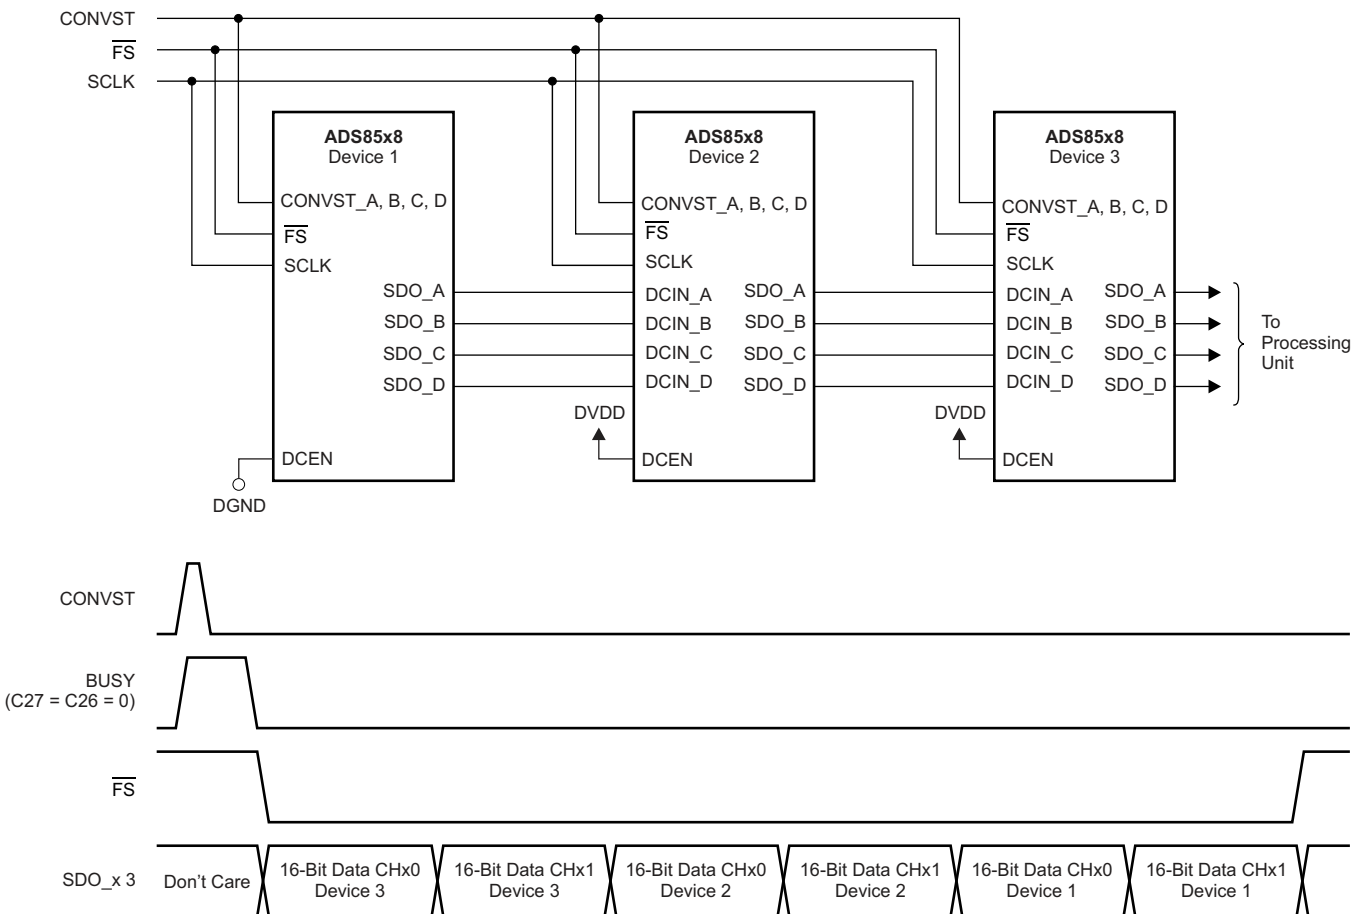 CONVST
FS
SCLK
ADS85x8
Device 1
CONVST_A, B, C, D
FS
SCLK
SDO_A
SDO_B
SDO_C
SDO_D
DCEN
DGND
ADS85x8
Device 2
CONVST_A, B, C, D
FS
SCLK
DCIN_A SDO_A
DCIN_B SDO_B
DCIN_C SDO_C
DCIN_D SDO_D
DVDD
DCEN
ADS85x8
Device 3
CONVST_A, B, C, D
FS
SCLK
DCIN_A SDO_A
DCIN_B SDO_B
DCIN_C SDO_C
DCIN_D SDO_D
DVDD
DCEN
To
Processing
Unit
CONVST
BUSY
(C27 = C26 = 0)
FS
SDO_x 3
Don't Care
16-Bit Data CHx0
Device 3
16-Bit Data CHx1
Device 3
16-Bit Data CHx0
Device 2
16-Bit Data CHx1
Device 2
16-Bit Data CHx0
Device 1
16-Bit Data CHx1
Device 1